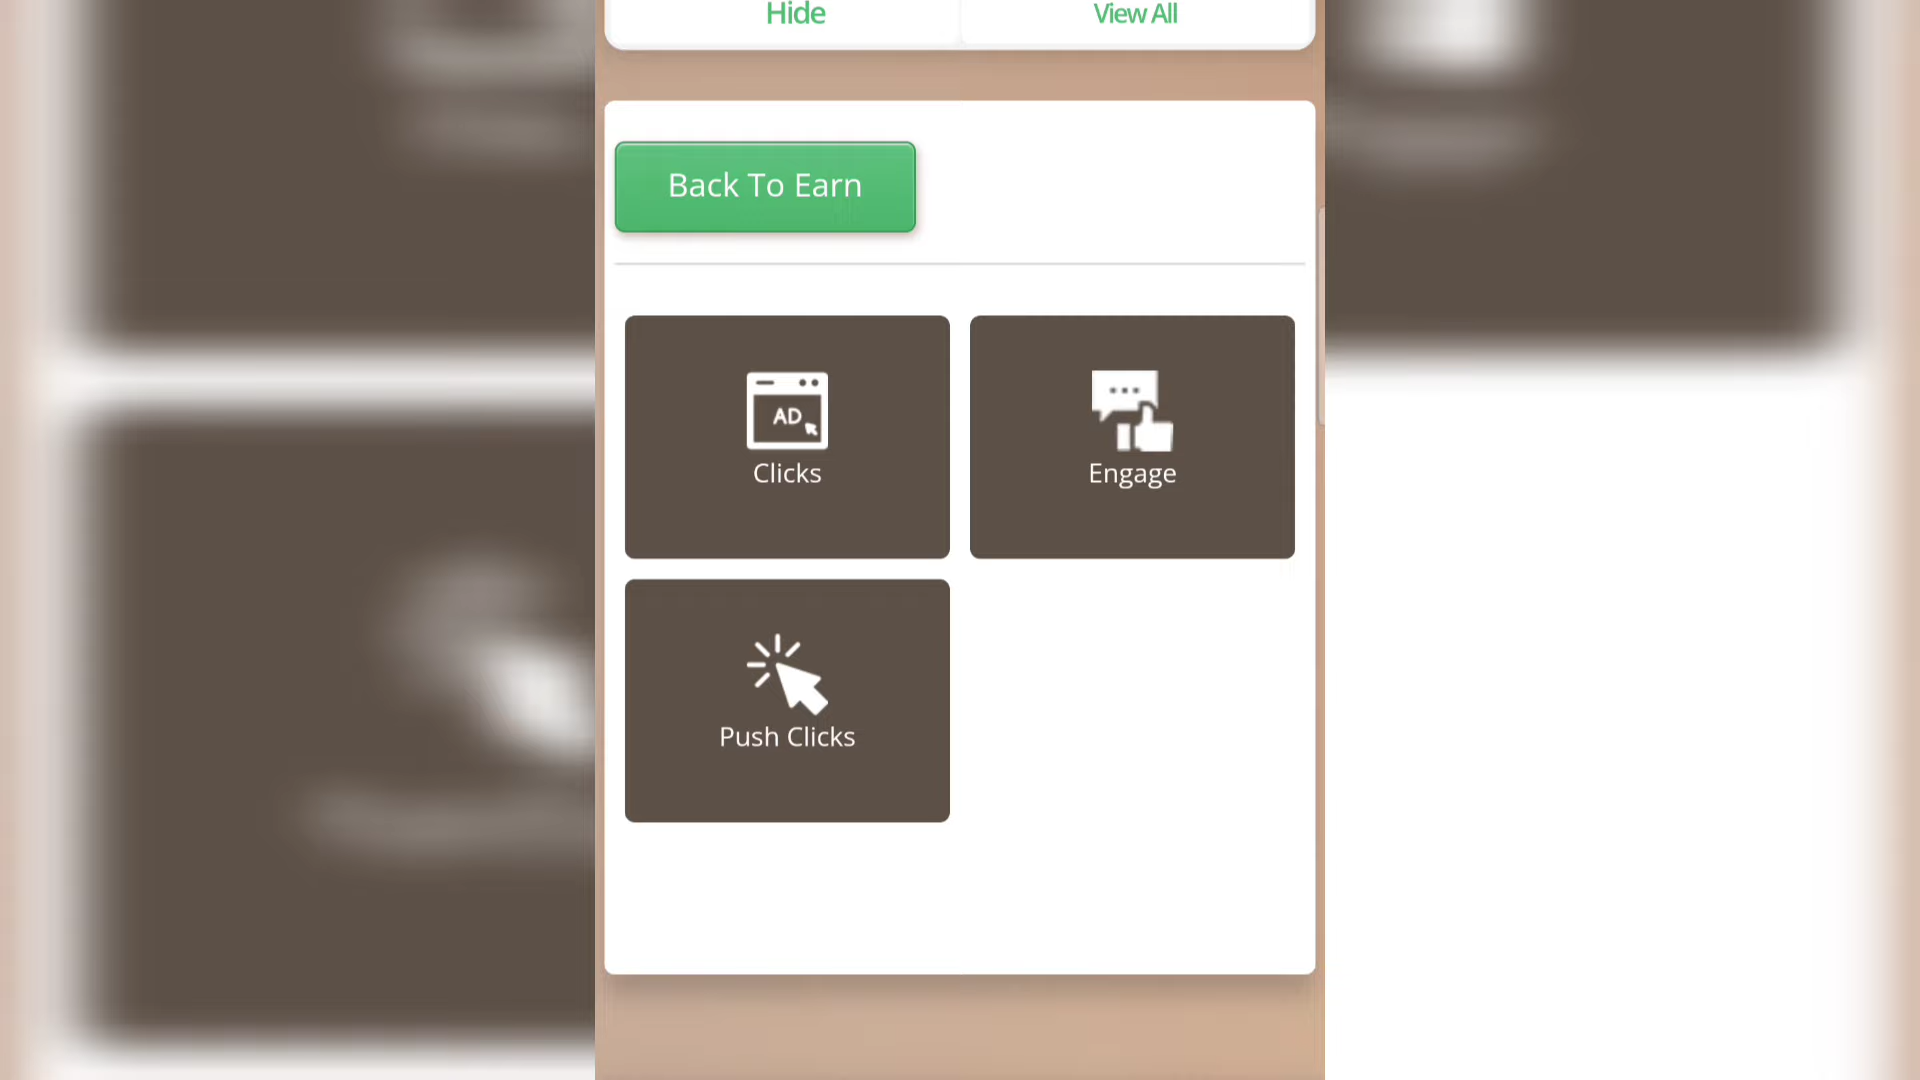 Hide
View All
Back To Earn
AD
Clicks
Engage
Push Clicks